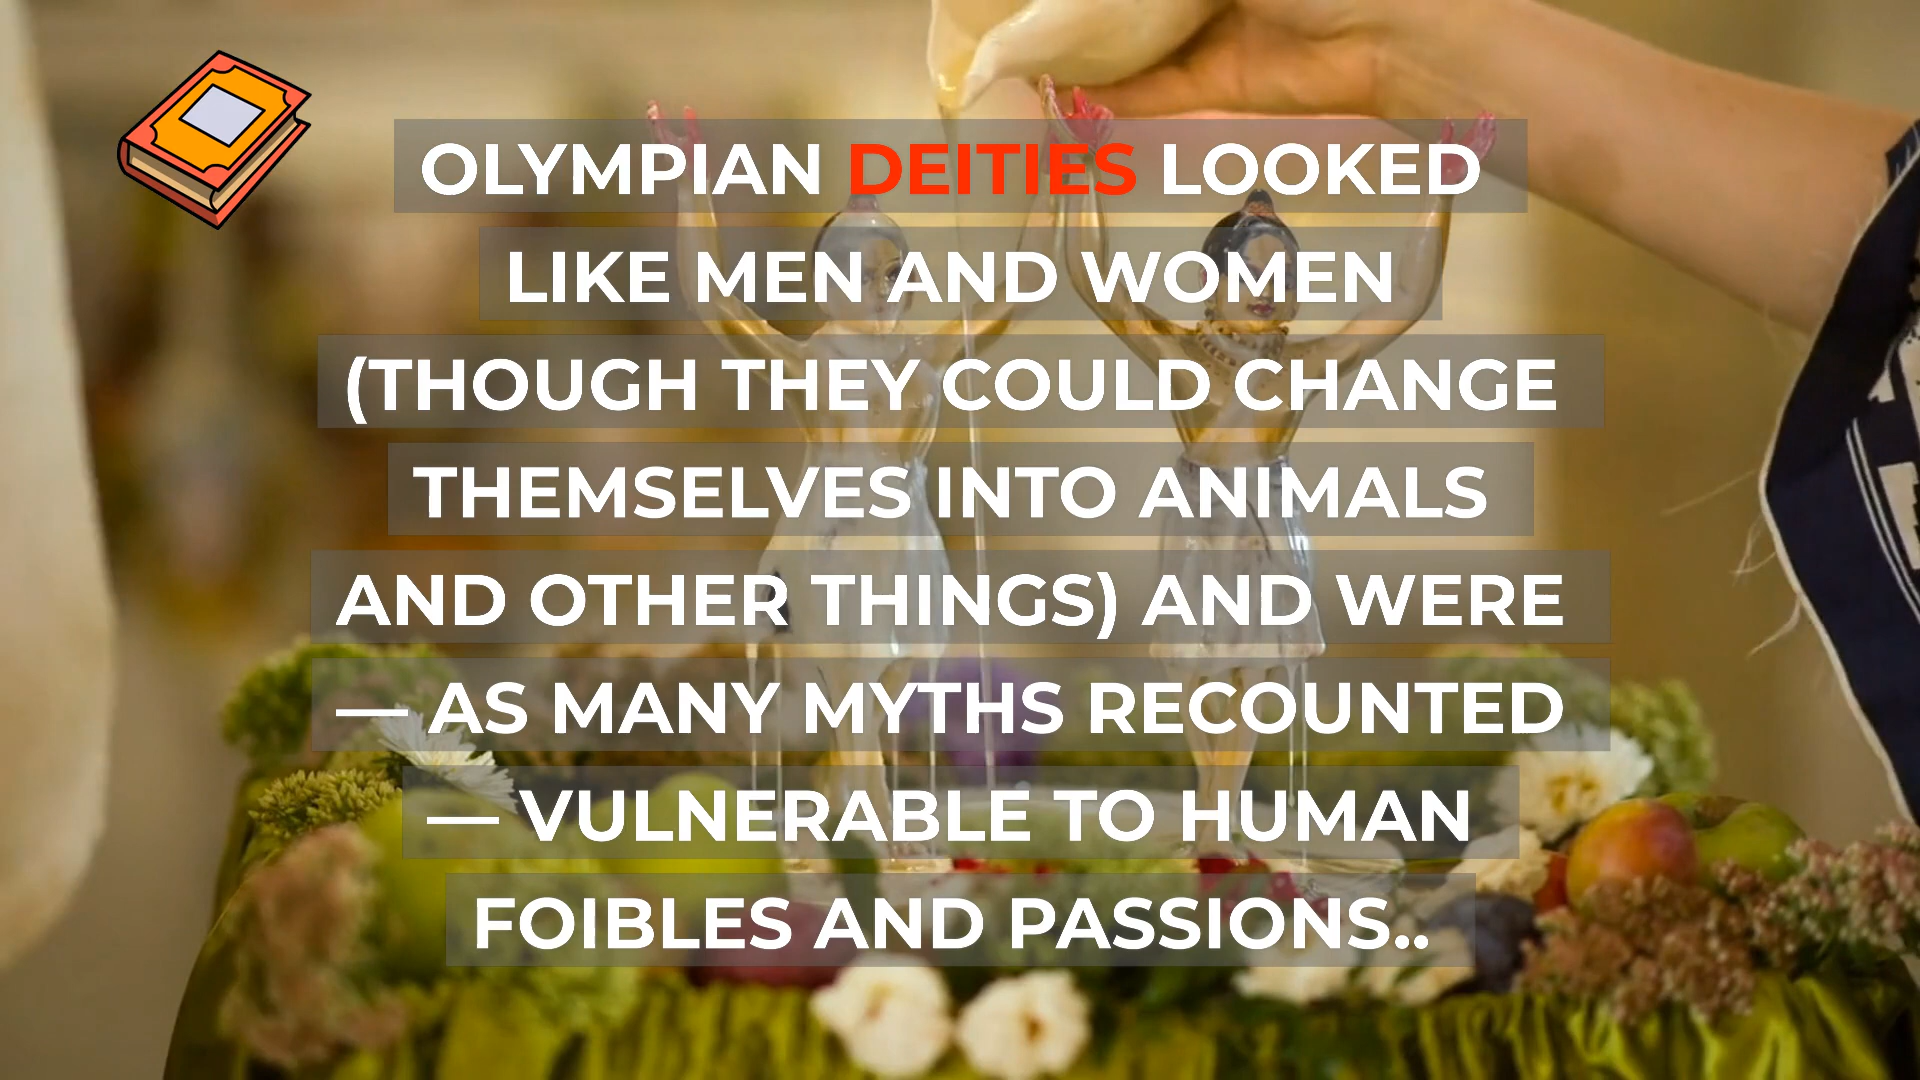 OLYMPIAN DEITIES LOOKED
LIKE MEN AND WOMEN
(THOUGH THEY COULD CHANGE
THEMSELVES INTO ANIMALS
AND OTHER THINGS) AND WERE
— AS MANY MYTHS RECOUNTED
— VULNERABLE TO HUMAN
FOIBLES AND PASSIONS..